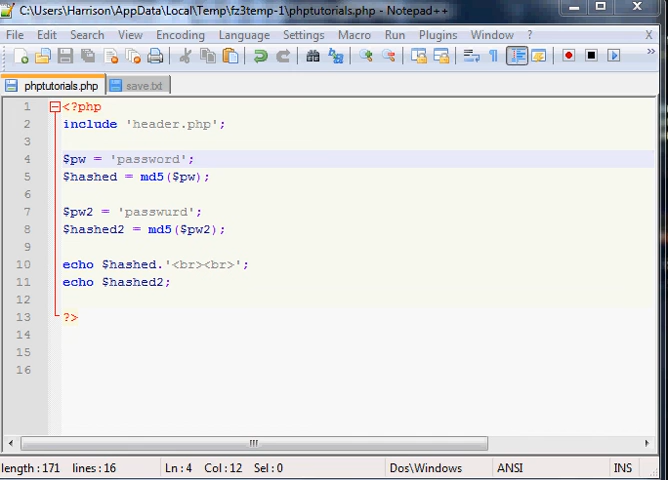 C:\Users\Harrison\AppData\Local\Temp\fz3temp-1\phptutorials.php - Notepad++
File Edit Search View Encoding Language Settings Macro Run Plugins Window ?
phptutorials.php save.txt
1 <?php
2 include 'header.php';
3
4 $pw = 'password';
5 $hashed = md5($pw);
6
7 $pw2 = 'passwurd';
8 $hashed2 = md5($pw2);
9
10 echo $hashed.'<br><br>';
11 echo $hashed2;
12
13 ?>
14
15
16
length : 171 lines : 16 Ln : 4 Col : 12 Sel : 0 Dos\Windows ANSI INS